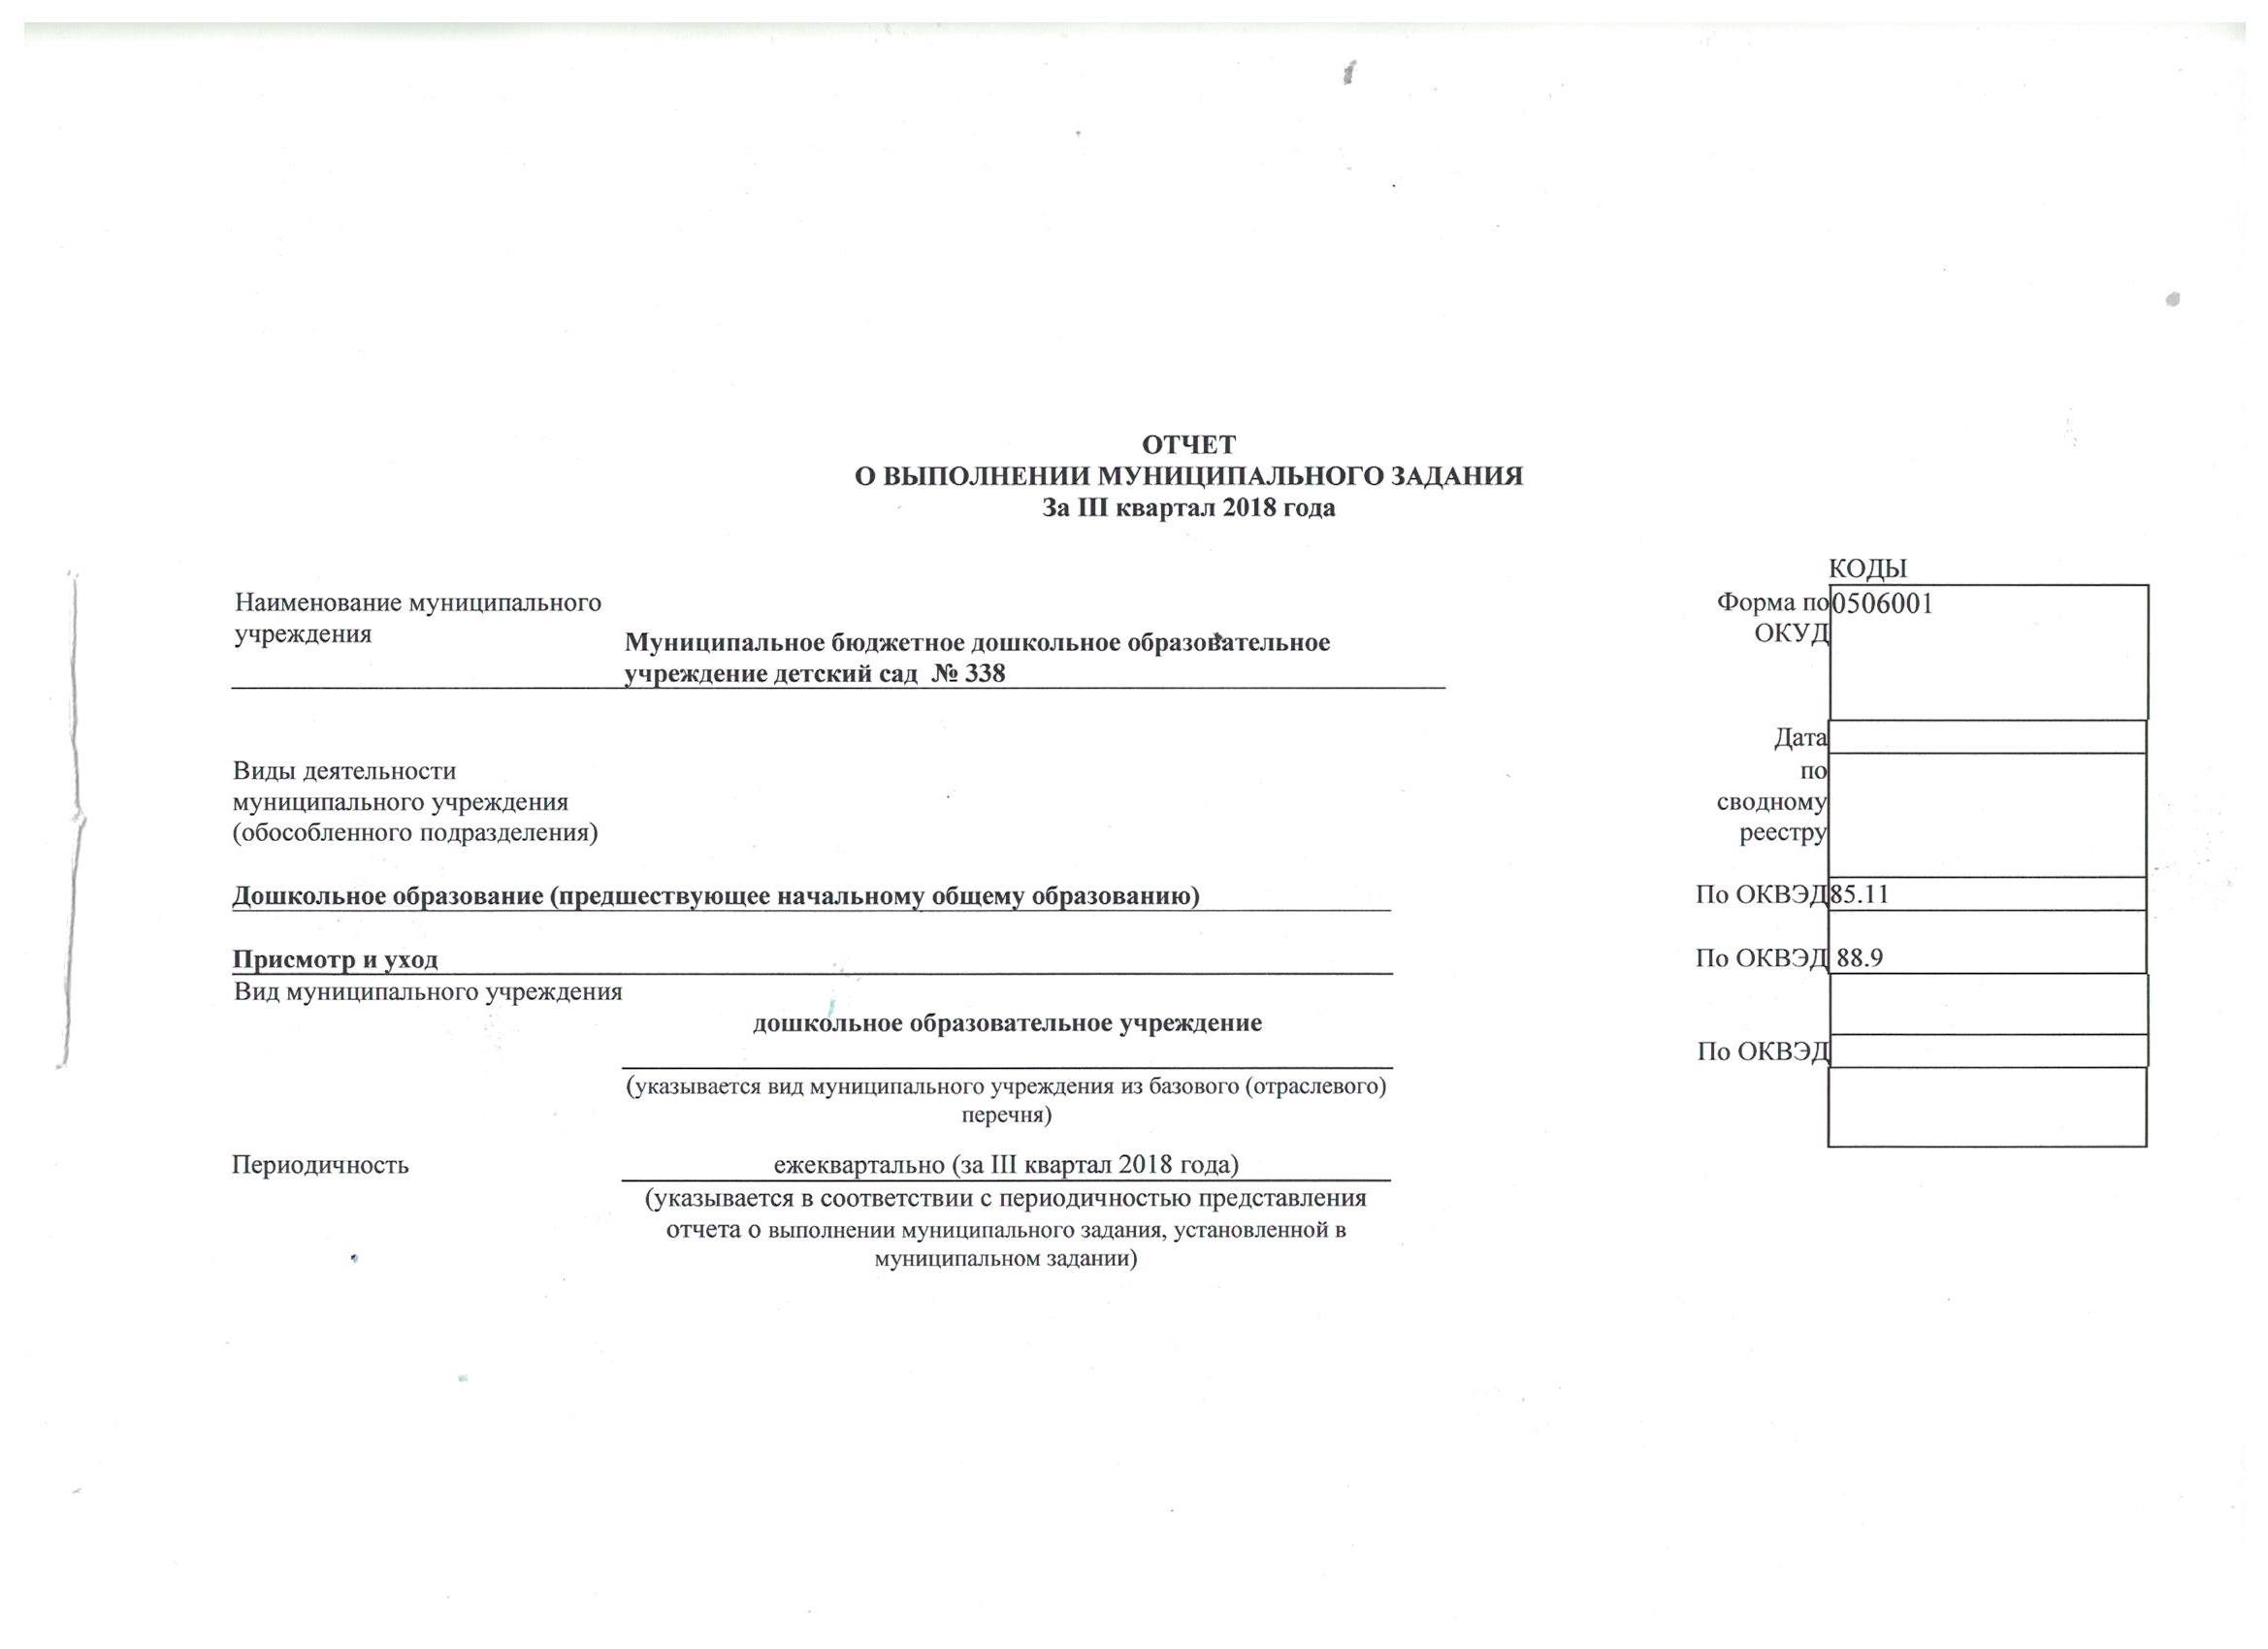 ОТЧЕТ
О ВЫПОЛНЕНИИ МУНИЦИПАЛЬНОГО ЗАДАНИЯ
За III квартал 2018 года
КОДЫ
Наименование муниципального
учреждения
Муниципальное бюджетное дошкольное образовательное
учреждение детский сад № 338
Форма по 0506001
ОКУД
Дата
Виды деятельности
муниципального учреждения
(обособленного подразделения)
по
сводному
реестру
Дошкольное образование (предшествующее начальному общему образованию)
По ОКВЭД 85.11
Присмотр и уход
По ОКВЭД 88.9
Вид муниципального учреждения
дошкольное образовательное учреждение
По ОКВЭД
(указывается вид муниципального учреждения из базового (отраслевого)
перечня)
Периодичность
ежеквартально (за III квартал 2018 года)
(указывается в соответствии с периодичностью представления
отчета о выполнении муниципального задания, установленной в
муниципальном задании)